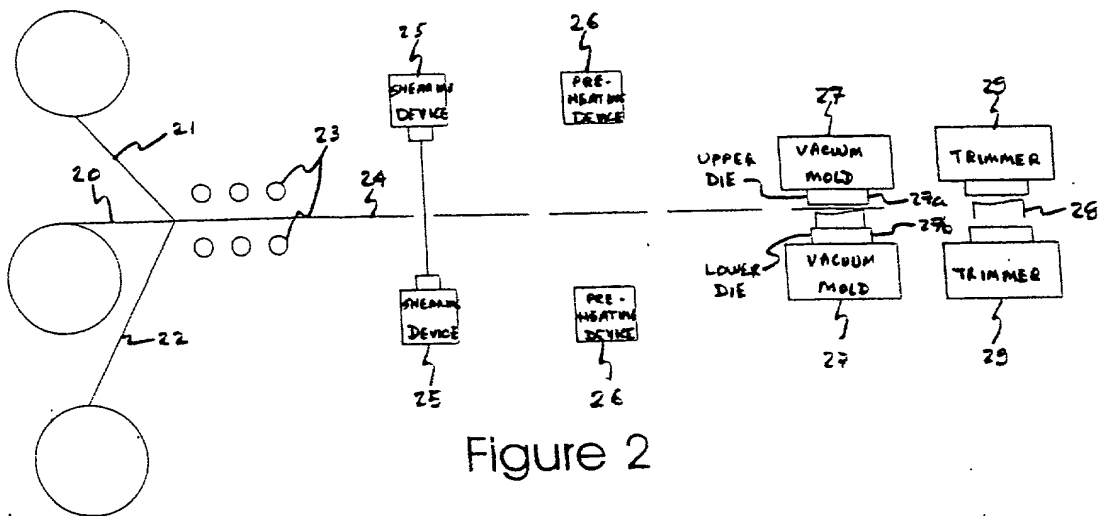 25
26
SHEARING
DEVICE
PRE-
HEATING
DEVICE
27
29
21
23
UPPER
DIE
VACUUM
MOLD
TRIMMER
20
24
27a
28
27b
LOWER
DIE
VACUUM
MOLD
TRIMMER
22
SHEARING
DEVICE
PRE-
HEATING
DEVICE
25
26
27
29
Figure 2